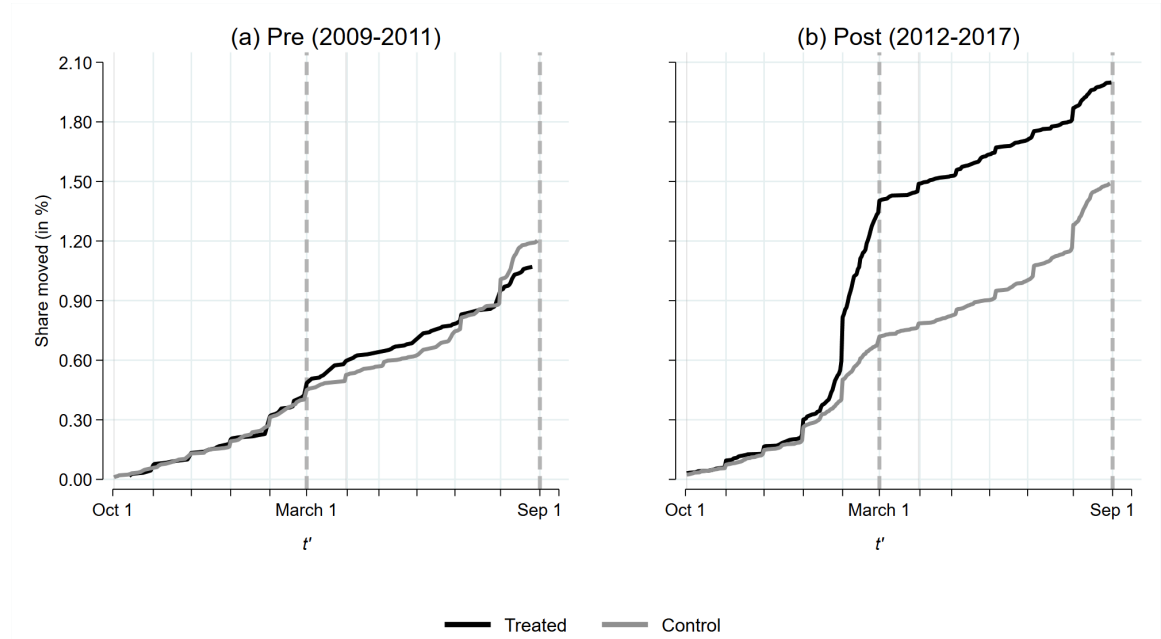 (a) Pre (2009-2011)
(b) Post (2012-2017)
Share moved (in %)
2.10
1.80
1.50
1.20
0.90
0.60
0.30
0.00
Oct 1
March 1
Sep 1
t'
Oct 1
March 1
Sep 1
t'
Treated
Control